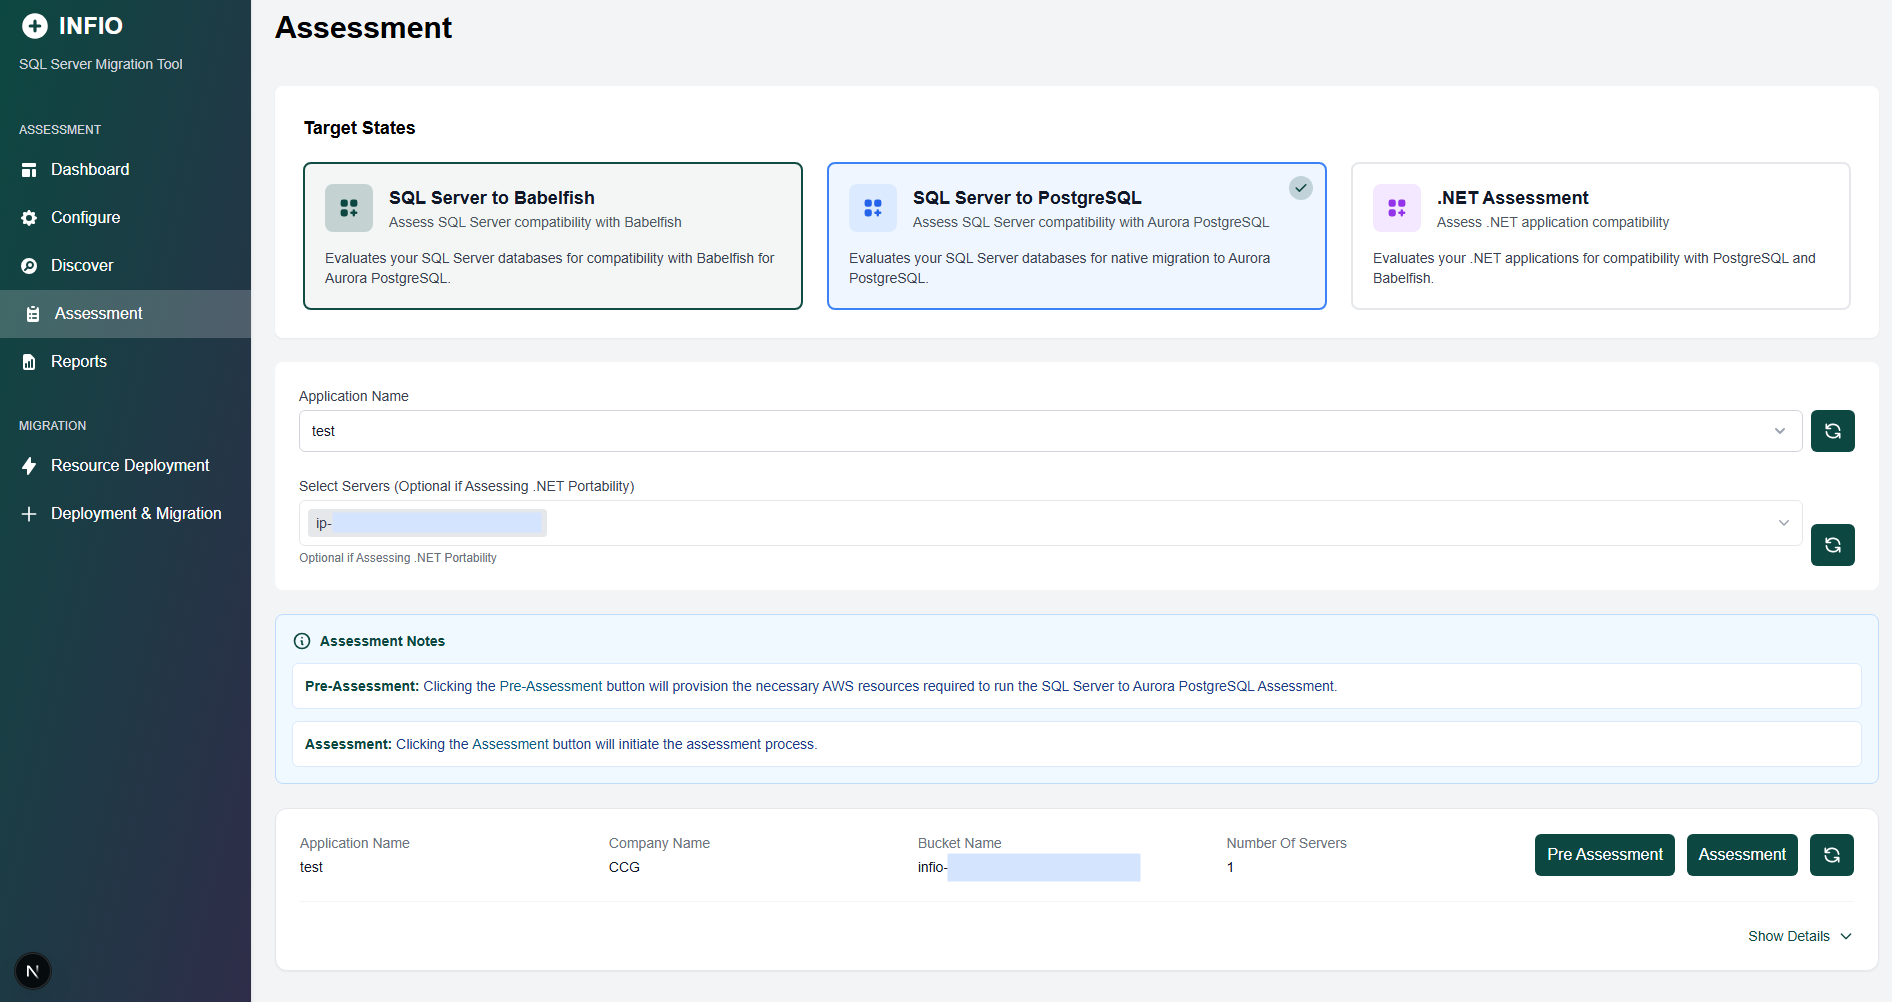 INFIO
SQL Server Migration Tool
ASSESSMENT
Dashboard
Configure
Discover
Assessment
Reports
MIGRATION
Resource Deployment
Deployment & Migration
N
Assessment
Target States
SQL Server to Babelfish
Assess SQL Server compatibility with Babelfish
Evaluates your SQL Server databases for compatibility with Babelfish for
Aurora PostgreSQL.
SQL Server to PostgreSQL
Assess SQL Server compatibility with Aurora PostgreSQL
Evaluates your SQL Server databases for native migration to Aurora
PostgreSQL.
.NET Assessment
Assess .NET application compatibility
Evaluates your .NET applications for compatibility with PostgreSQL and
Babelfish.
Application Name
test
Select Servers (Optional if Assessing .NET Portability)
ip-
Optional if Assessing .NET Portability
Assessment Notes
Pre-Assessment: Clicking the Pre-Assessment button will provision the necessary AWS resources required to run the SQL Server to Aurora PostgreSQL Assessment.
Assessment: Clicking the Assessment button will initiate the assessment process.
Application Name
test
Company Name
CCG
Bucket Name
infio-
Number Of Servers
1
Pre Assessment
Assessment
Show Details